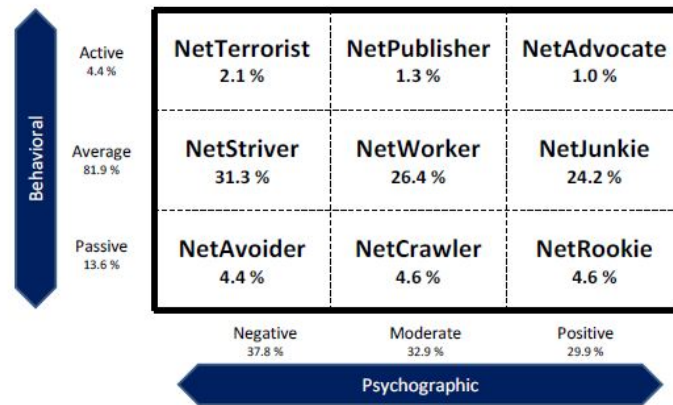 Behavioral
Active
4.4 %
Average
81.9 %
Passive
13.6 %
NetTerrorist
2.1 %
NetPublisher
1.3 %
NetAdvocate
1.0 %
NetStriver
31.3 %
NetWorker
26.4 %
NetJunkie
24.2 %
NetAvoider
4.4 %
NetCrawler
4.6 %
NetRookie
4.6 %
Negative
37.8 %
Moderate
32.9 %
Positive
29.9 %
Psychographic